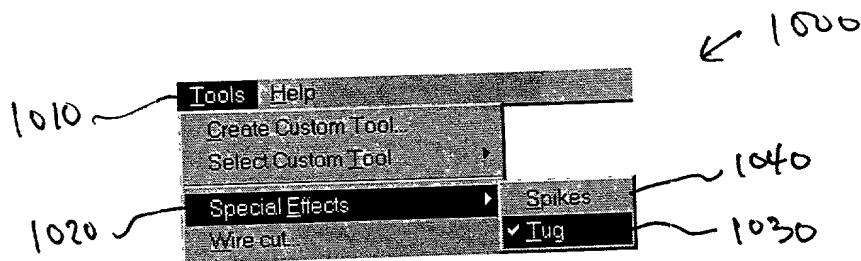 1000
1010 Tools Help
Create Custom Tool...
Select Custom Tool
1040
1020 Special Effects Spikes
Wire cut... ✓ Tug 1030